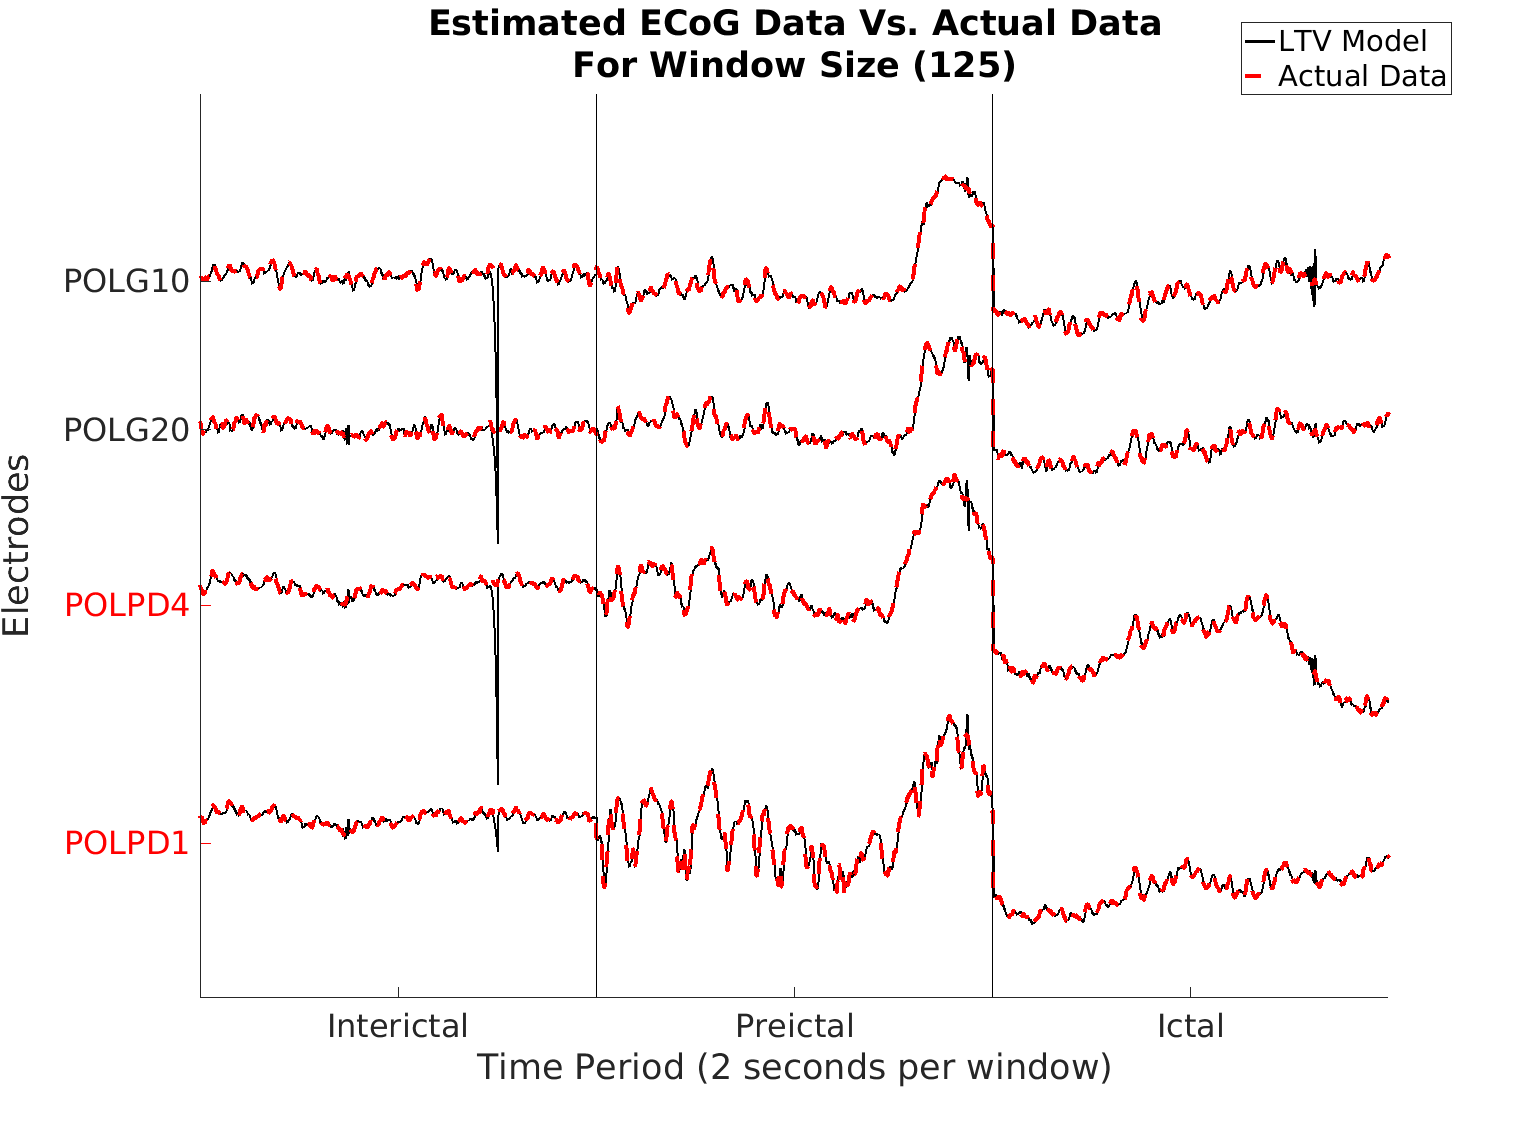 Estimated ECoG Data Vs. Actual Data
For Window Size (125)
LTV Model
Actual Data
Electrodes
POLG10
POLG20
POLPD4
POLPD1
Interictal
Preictal
Ictal
Time Period (2 seconds per window)